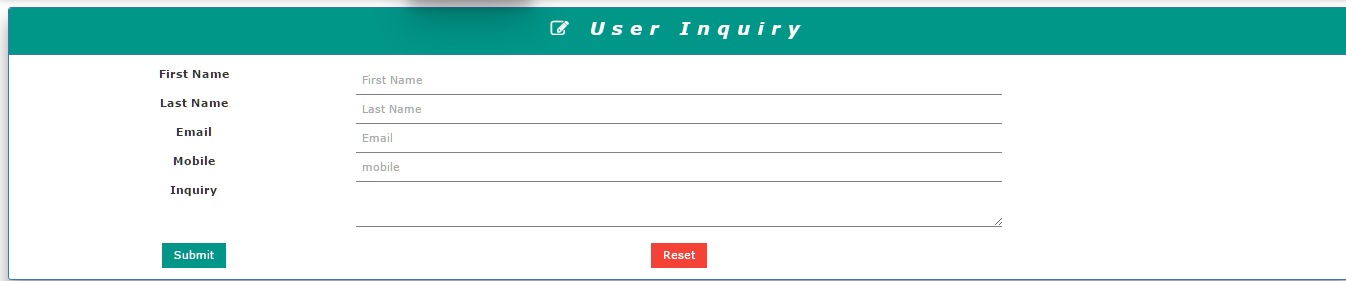 User Inquiry
First Name First Name
Last Name Last Name
Email Email
Mobile mobile
Inquiry
Submit Reset